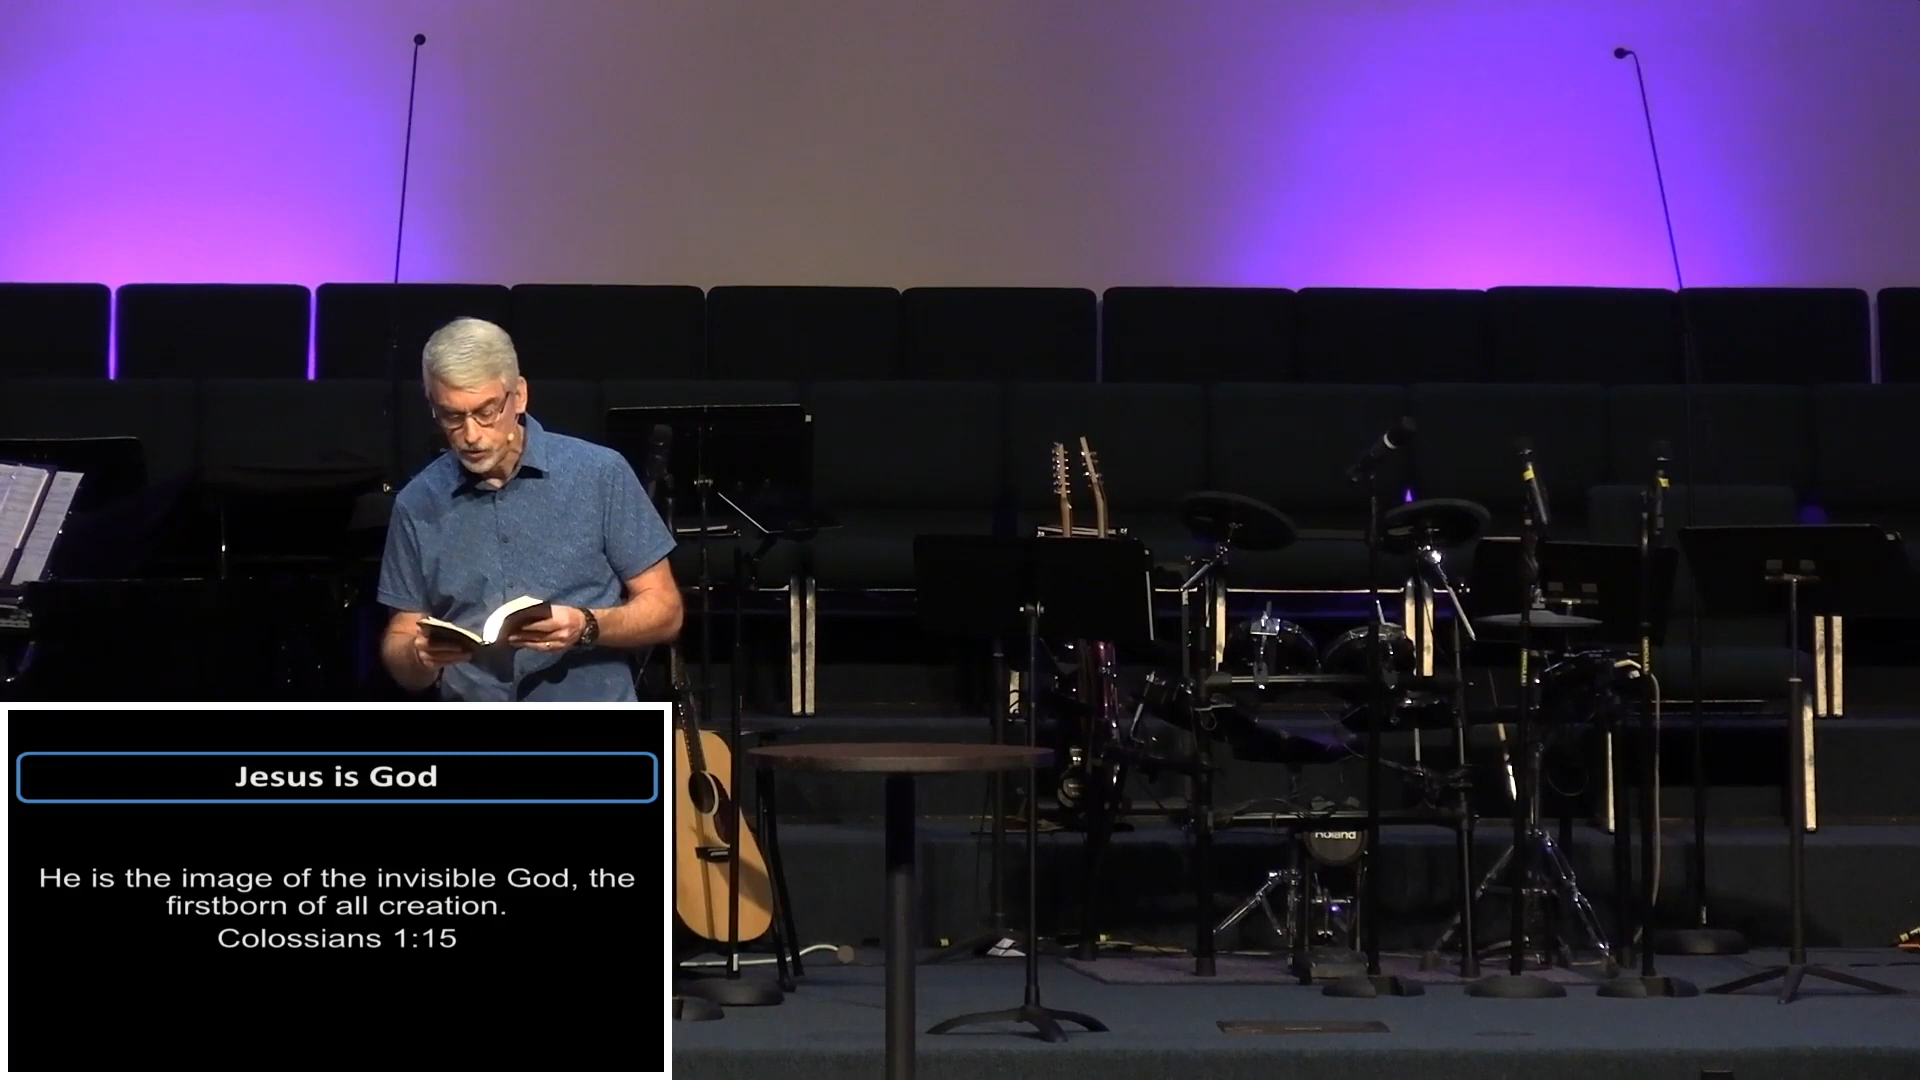 Jesus is God
He is the image of the invisible God, the
firstborn of all creation.
Colossians 1:15
Roland